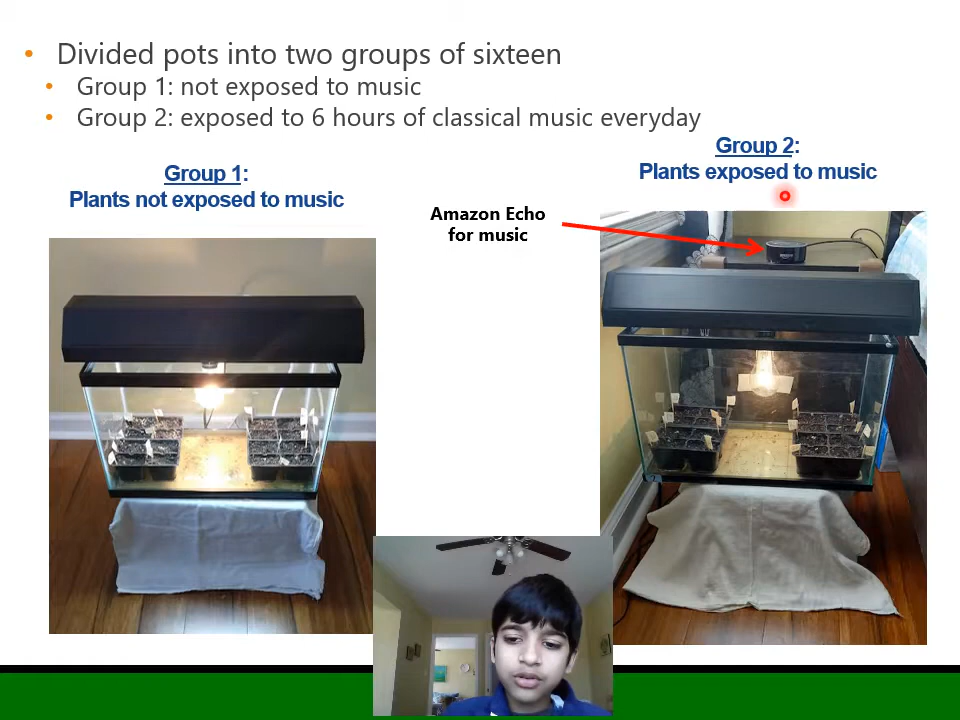 Divided pots into two groups of sixteen
Group 1: not exposed to music
Group 2: exposed to 6 hours of classical music everyday
Group 1:
Plants not exposed to music
Amazon Echo
for music
Group 2:
Plants exposed to music